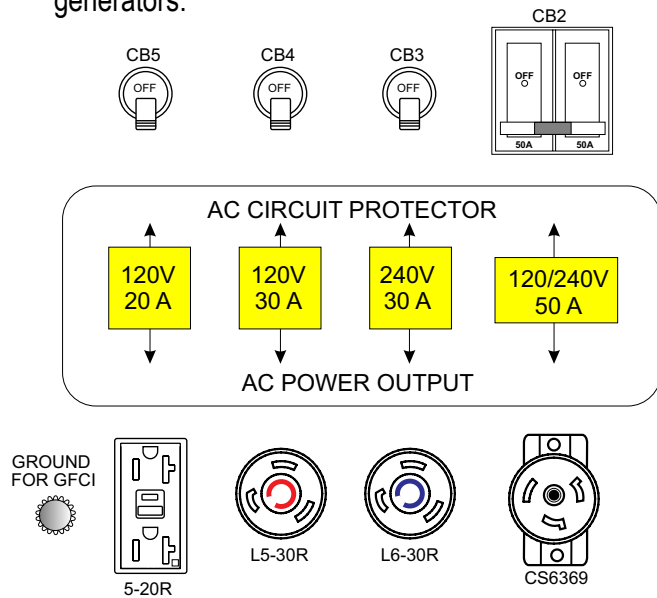 generators.
CB2
CB5 CB4 CB3
OFF OFF OFF OFF OFF
50A 50A
AC CIRCUIT PROTECTOR
120V 120V 240V 120/240V
20 A 30 A 30 A 50 A
AC POWER OUTPUT
GROUND
FOR GFCI
L5-30R L6-30R
CS6369
5-20R